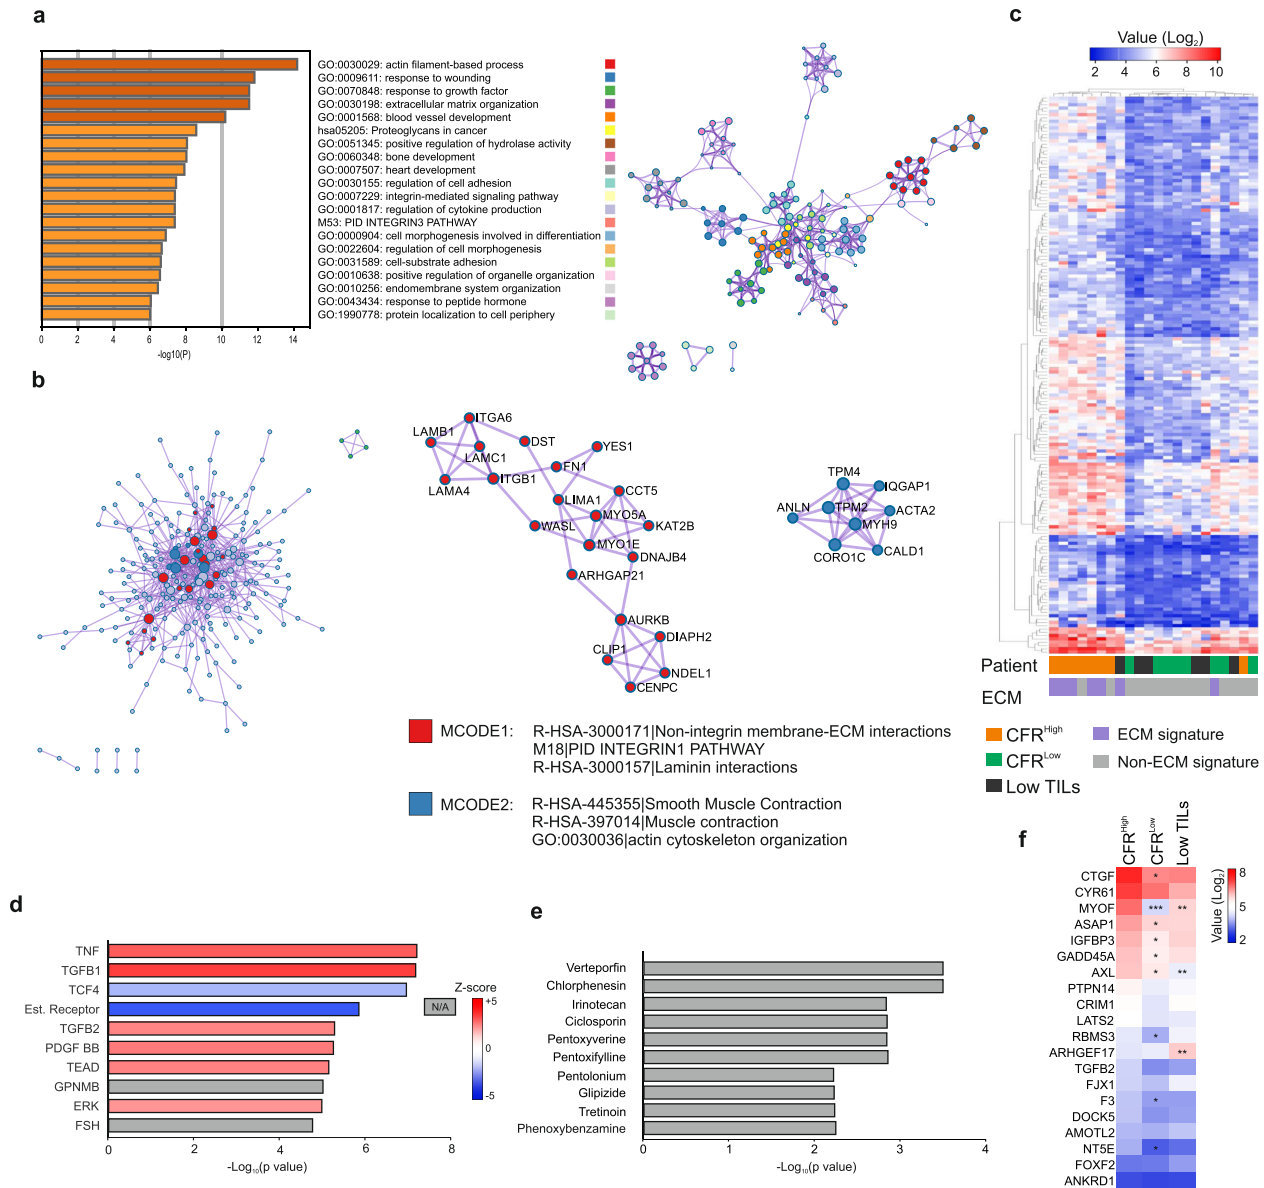 a
GO:0030029: actin filament-based process
GO:0009611: response to wounding
GO:0070848: response to growth factor
GO:0030198: extracellular matrix organization
GO:0001568: blood vessel development
hsa05205: Proteoglycans in cancer
GO:0051345: positive regulation of hydrolase activity
GO:0060348: bone development
GO:0007507: heart development
GO:0030155: regulation of cell adhesion
GO:0007229: integrin-mediated signaling pathway
GO:0001817: regulation of cytokine production
M53: PID INTEGRIN3 PATHWAY
GO:0000904: cell morphogenesis involved in differentiation
GO:0022604: regulation of cell morphogenesis
GO:0031589: cell-substrate adhesion
GO:0010638: positive regulation of organelle organization
GO:0010256: endomembrane system organization
GO:0043434: response to peptide hormone
GO:1990778: protein localization to cell periphery
0 2 4 6 8 10 12 14
-log10(P)
b
ITGA6
LAMB1
DST
YES1
LAMC1
FN1
ITGB1
LAMA4
CCT5
LIMA1
MYO5A
WASL
KAT2B
MYO1E
DNAJB4
ARHGAP21
AURKB
DIAPH2
CLIP1
NDEL1
CENPC
TPM4
IQGAP1
ANLN
TPM2
ACTA2
MYH9
CORO1C
CALD1
MCODE1: R-HSA-3000171|Non-integrin membrane-ECM interactions
M18|PID INTEGRIN1 PATHWAY
R-HSA-3000157|Laminin interactions
MCODE2: R-HSA-445355|Smooth Muscle Contraction
R-HSA-397014|Muscle contraction
GO:0030036|actin cytoskeleton organization
c
Value (Log2)
2 4 6 8 10
Patient
ECM
CFRHigh
CFRLow
Low TILs
ECM signature
Non-ECM signature
d
TNF
TGFB1
TCF4
Est. Receptor
TGFB2
PDGF BB
TEAD
GPNMB
ERK
FSH
0 2 4 6 8
-Log10(p value)
N/A
Z-score
+5
0
-5
e
Verteporfin
Chlorphenesin
Irinotecan
Ciclosporin
Pentoxyverine
Pentoxifylline
Pentolonium
Glipizide
Tretinoin
Phenoxybenzamine
0 1 2 3 4
-Log10(p value)
f
CFRHigh
CFRLow
Low TILs
CTGF *
CYR61
MYOF *** **
ASAP1 *
IGFBP3 *
GADD45A *
AXL * **
PTPN14
CRIM1
LATS2
RBMS3 *
ARHGEF17 **
TGFB2
FJX1
F3 *
DOCK5
AMOTL2
NT5E *
FOXF2
ANKRD1
Value (Log2)
8
5
2